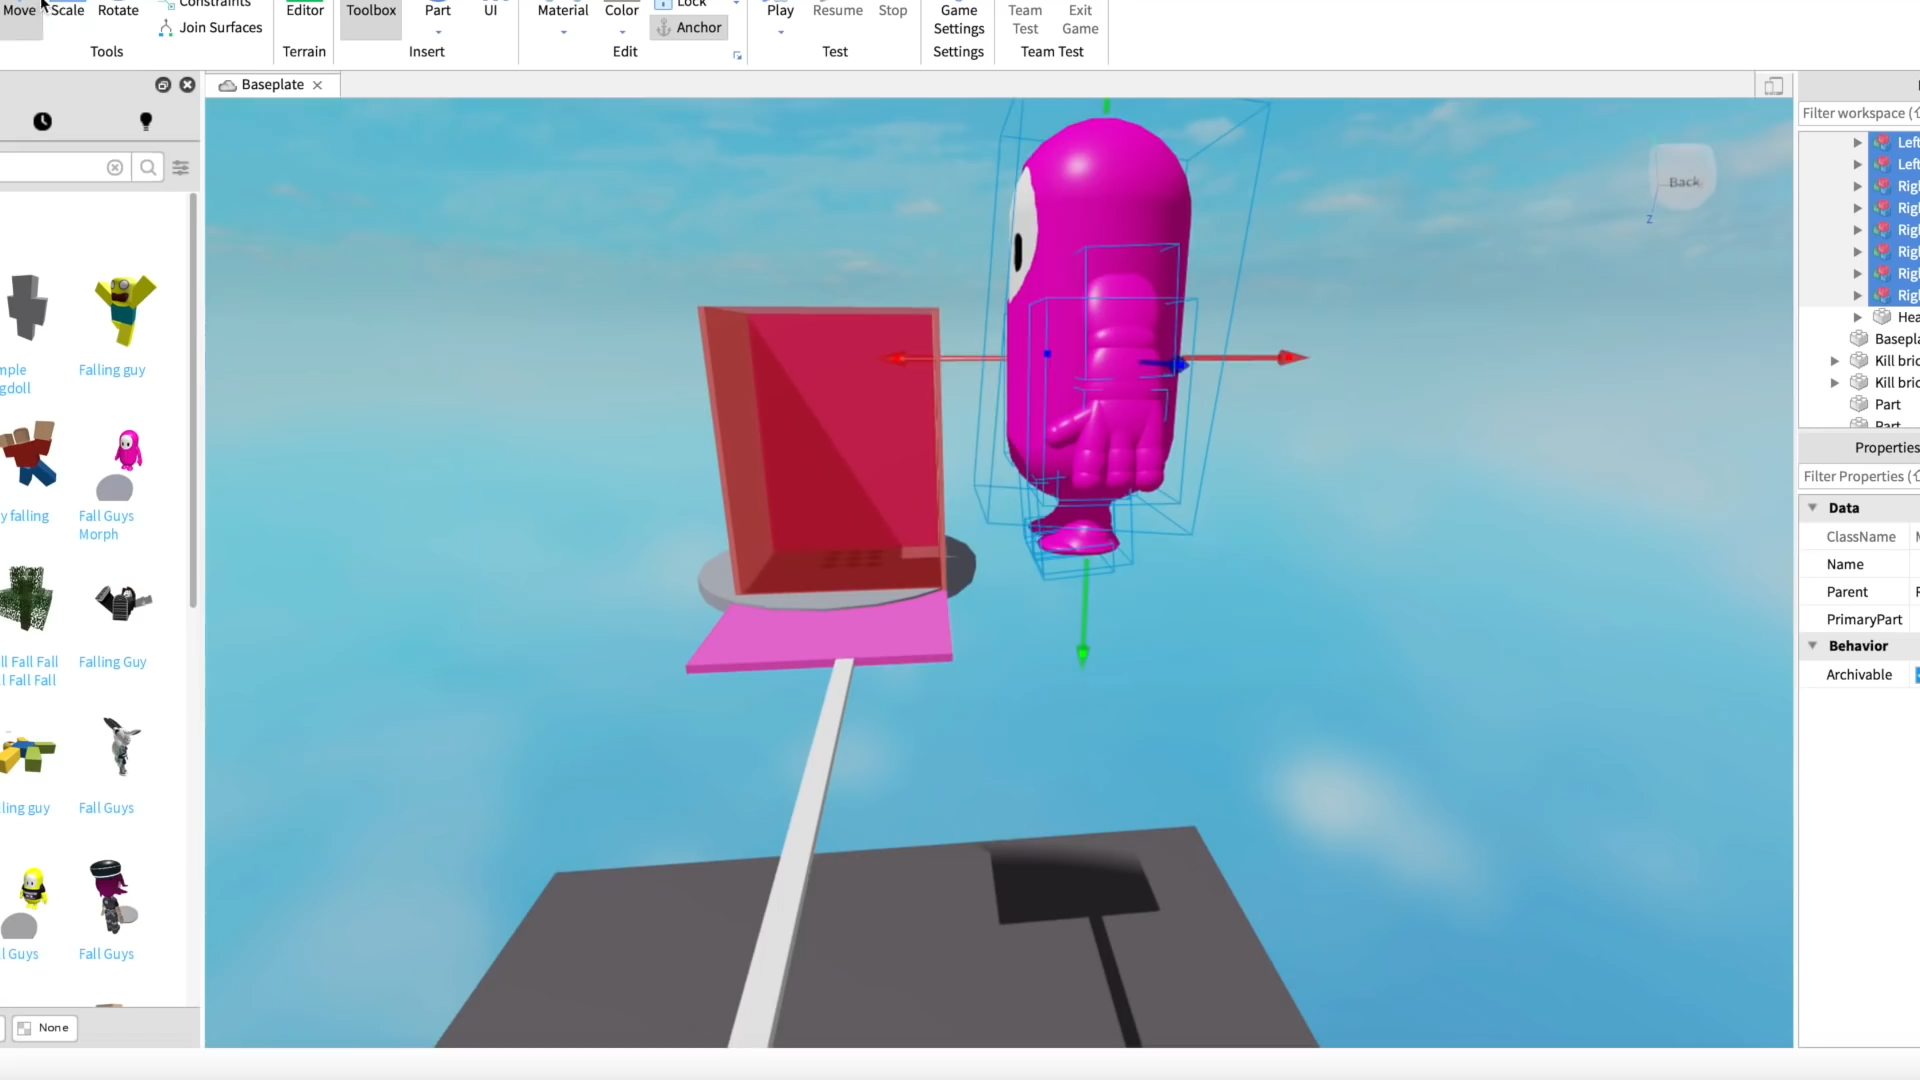 Move Scale Rotate
Constraints
Join Surfaces
Tools
Editor
Terrain
Toolbox Part UI
Insert
Material Color Lock
Anchor
Edit
Play Resume Stop
Test
Game
Settings
Settings
Team
Test
Exit
Game
Team Test
Baseplate
Filter workspace (
Left
Left
Rig
Rig
Rig
Rig
Rig
Rig
Hea
Basepla
Kill bric
Kill bric
Part
Part
Back
Z
mple
gdoll
Falling guy
y falling
Fall Guys
Morph
ll Fall Fall
l Fall Fall
Falling Guy
ling guy
Fall Guys
l Guys
Fall Guys
None
Properties
Filter Properties (
Data
ClassName
Name
Parent
PrimaryPart
Behavior
Archivable